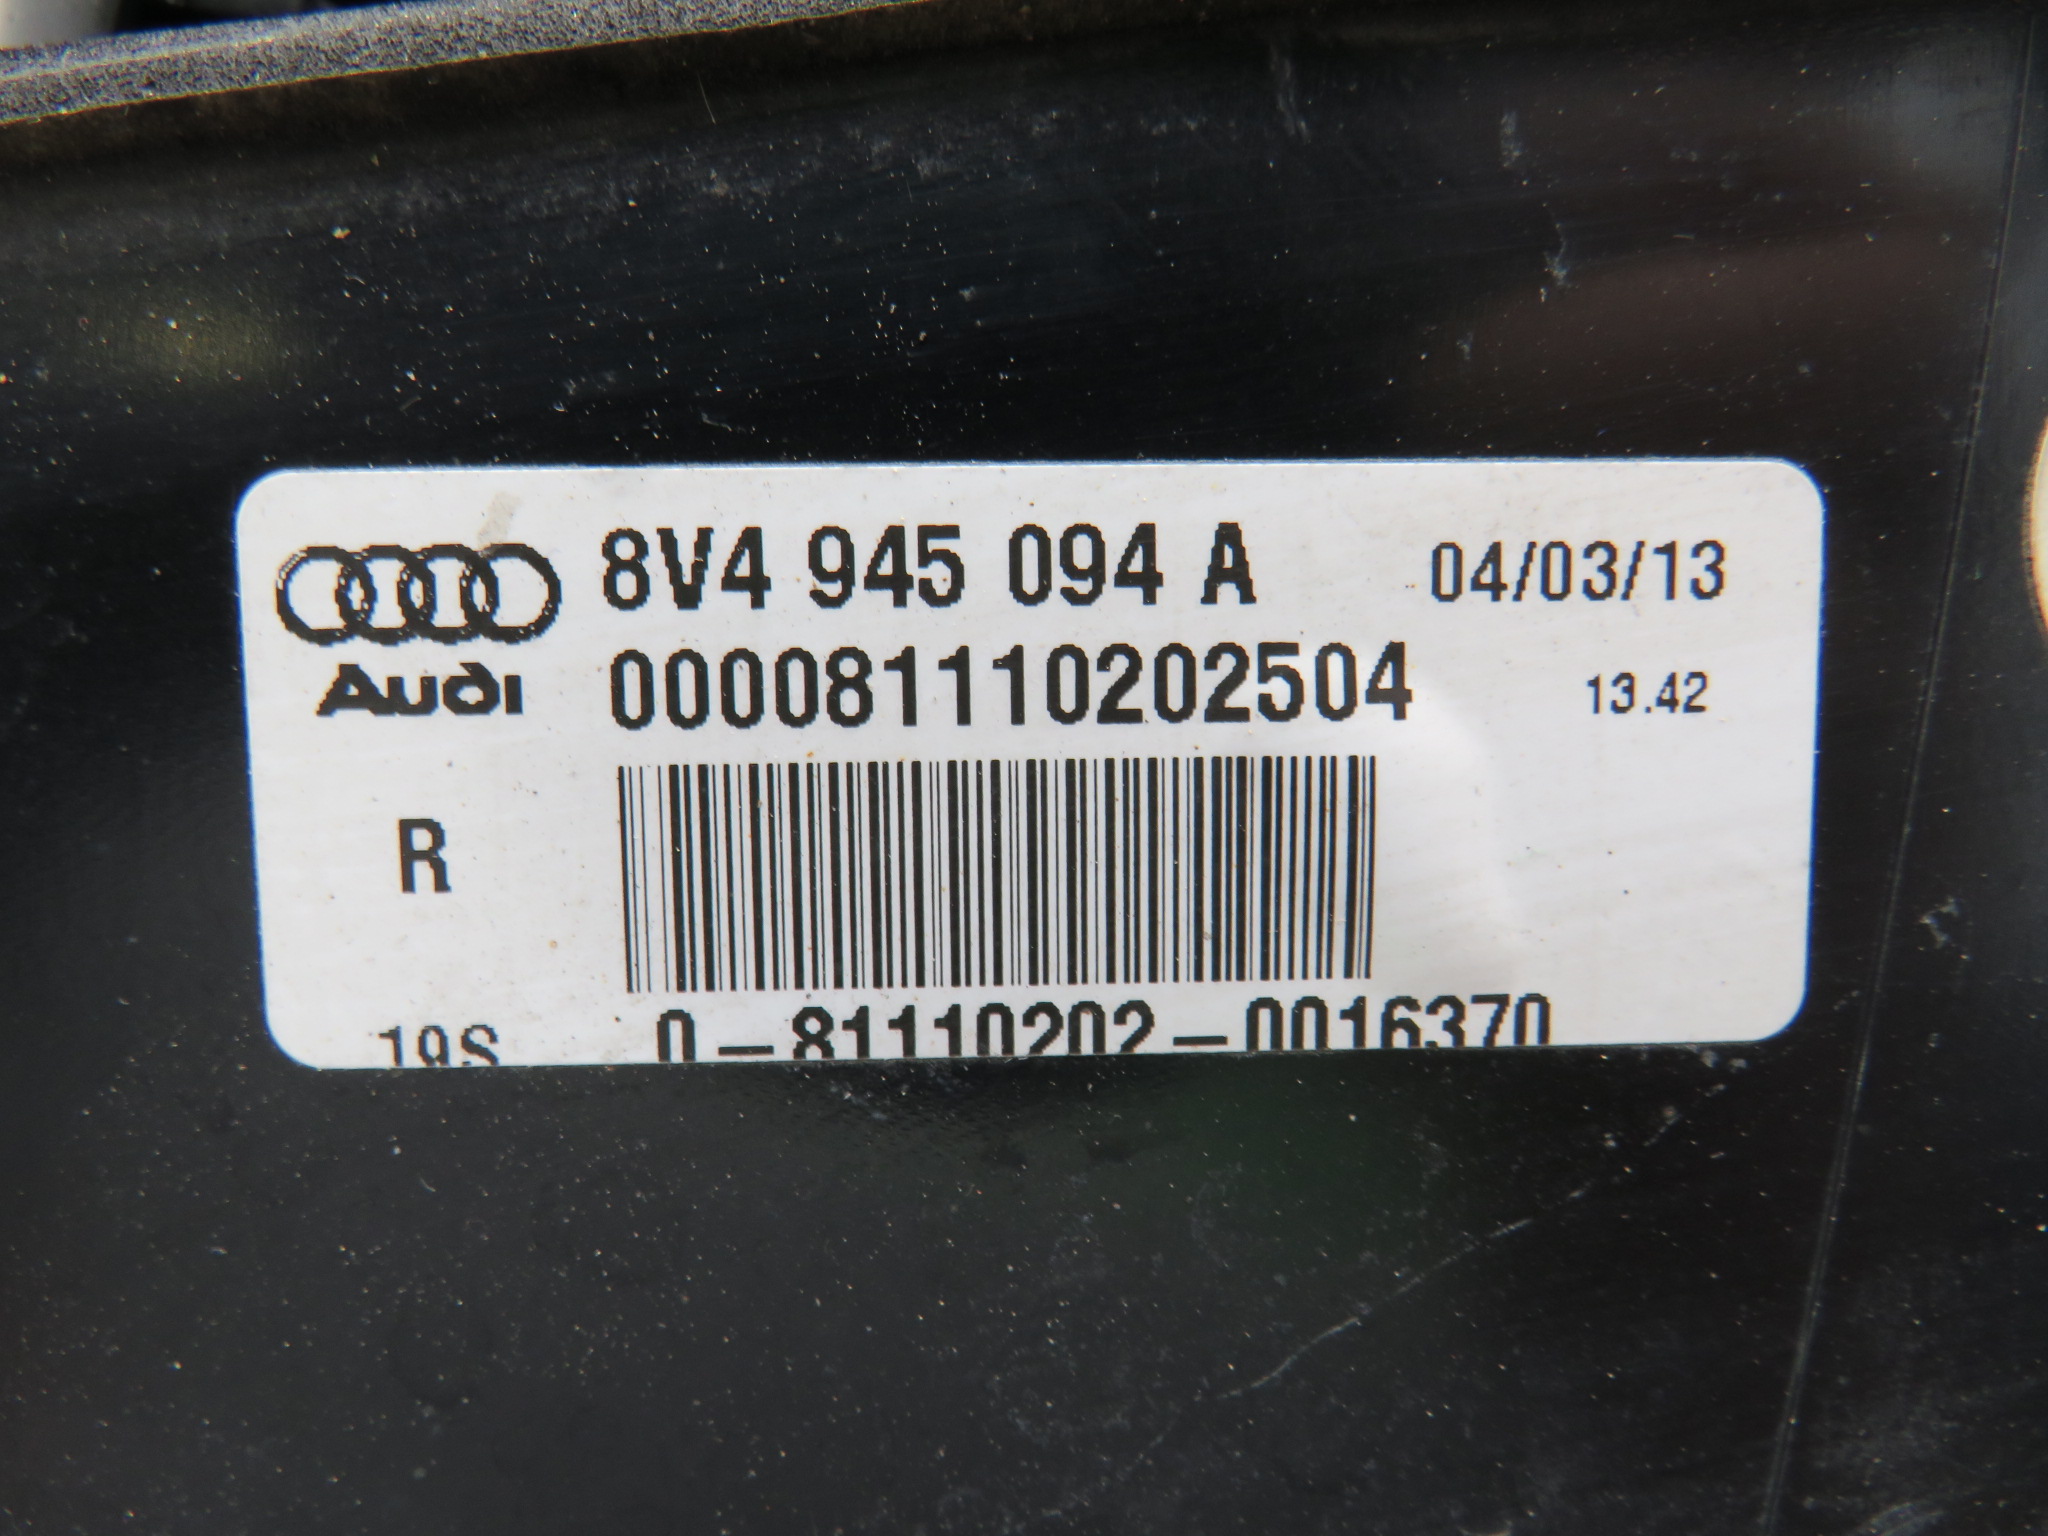 8V4 945 094 A 04/03/13
Audi 000081110202504 13.42
R
19S 0-81110202-0016370